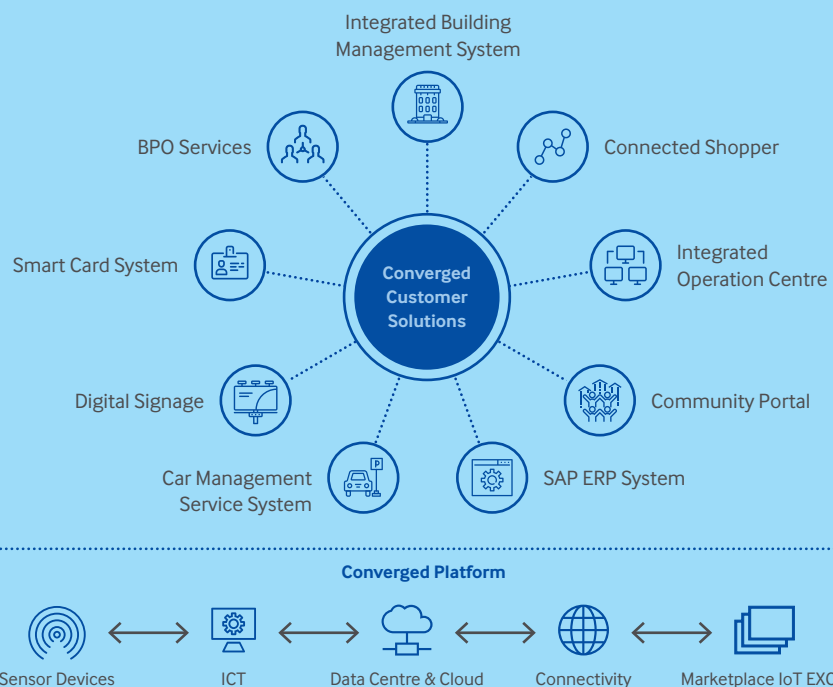 Integrated Building
Management System
BPO Services
Connected Shopper
Smart Card System
Converged
Customer
Solutions
Integrated
Operation Centre
Digital Signage
Community Portal
Car Management
Service System
P
SAP ERP System
Converged Platform
Sensor Devices
ICT
Data Centre & Cloud
Connectivity
Marketplace IoT EXC